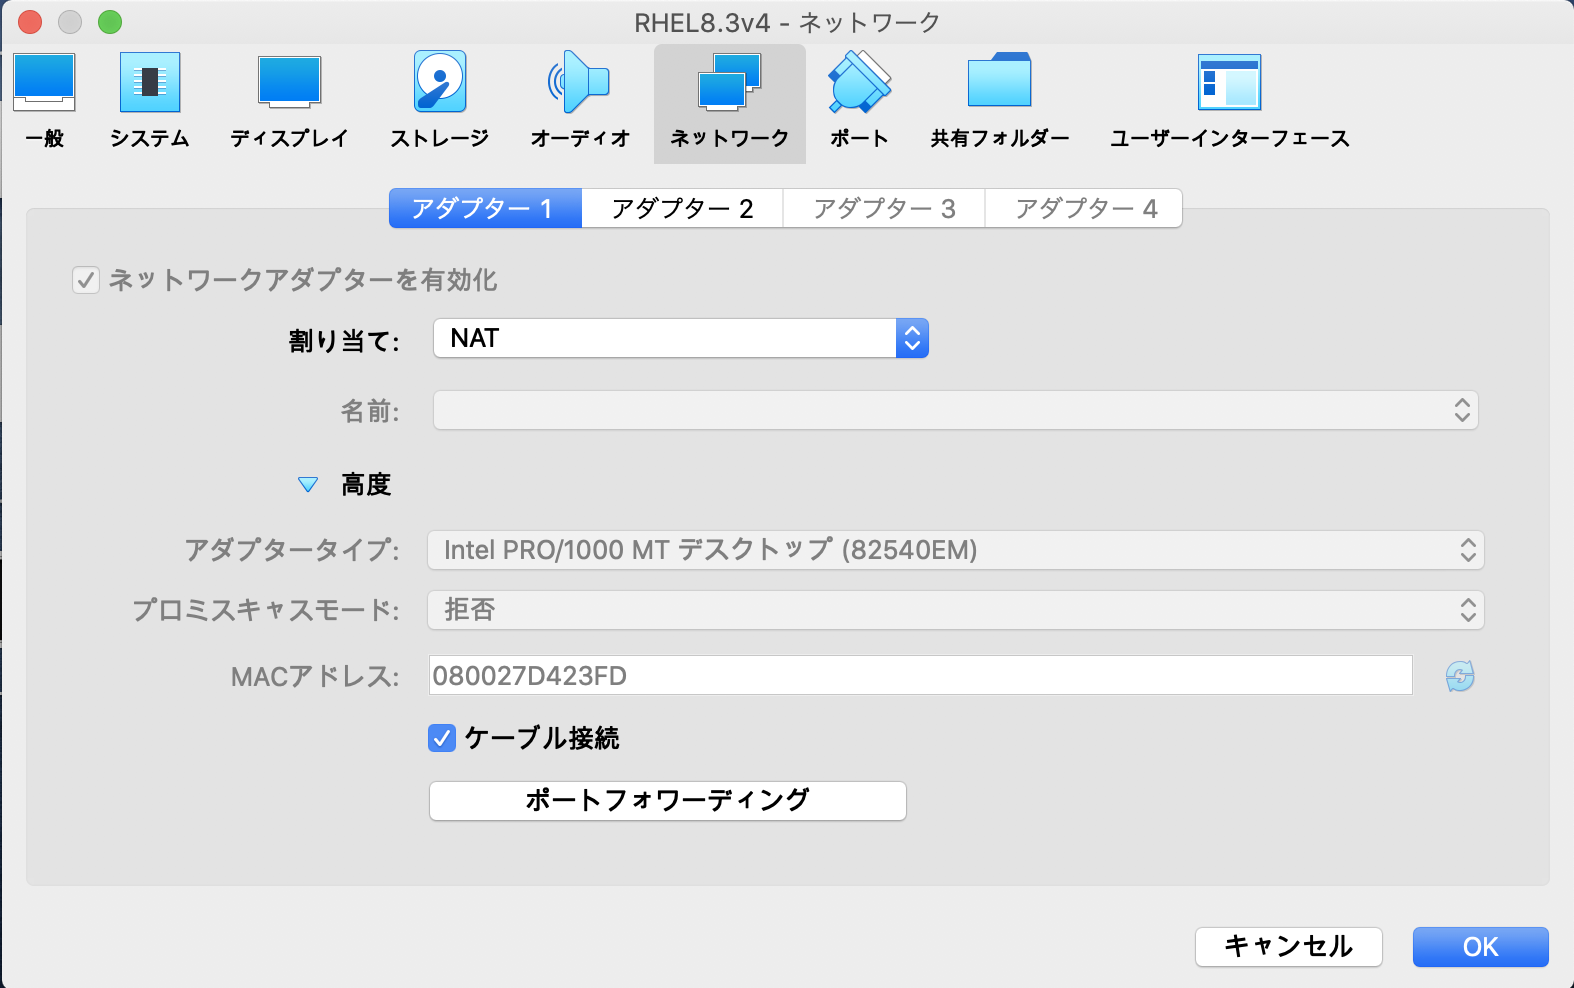 RHEL8.3v4 - ネットワーク
一般 システム ディスプレイ ストレージ オーディオ ネットワーク ポート 共有フォルダー ユーザーインターフェース
アダプター 1 アダプター 2 アダプター 3 アダプター 4
ネットワークアダプターを有効化
割り当て: NAT
名前:
高度
アダプタータイプ: Intel PRO/1000 MT デスクトップ (82540EM)
プロミスキャスモード: 拒否
MACアドレス: 080027D423FD
ケーブル接続
ポートフォワーディング
キャンセル OK